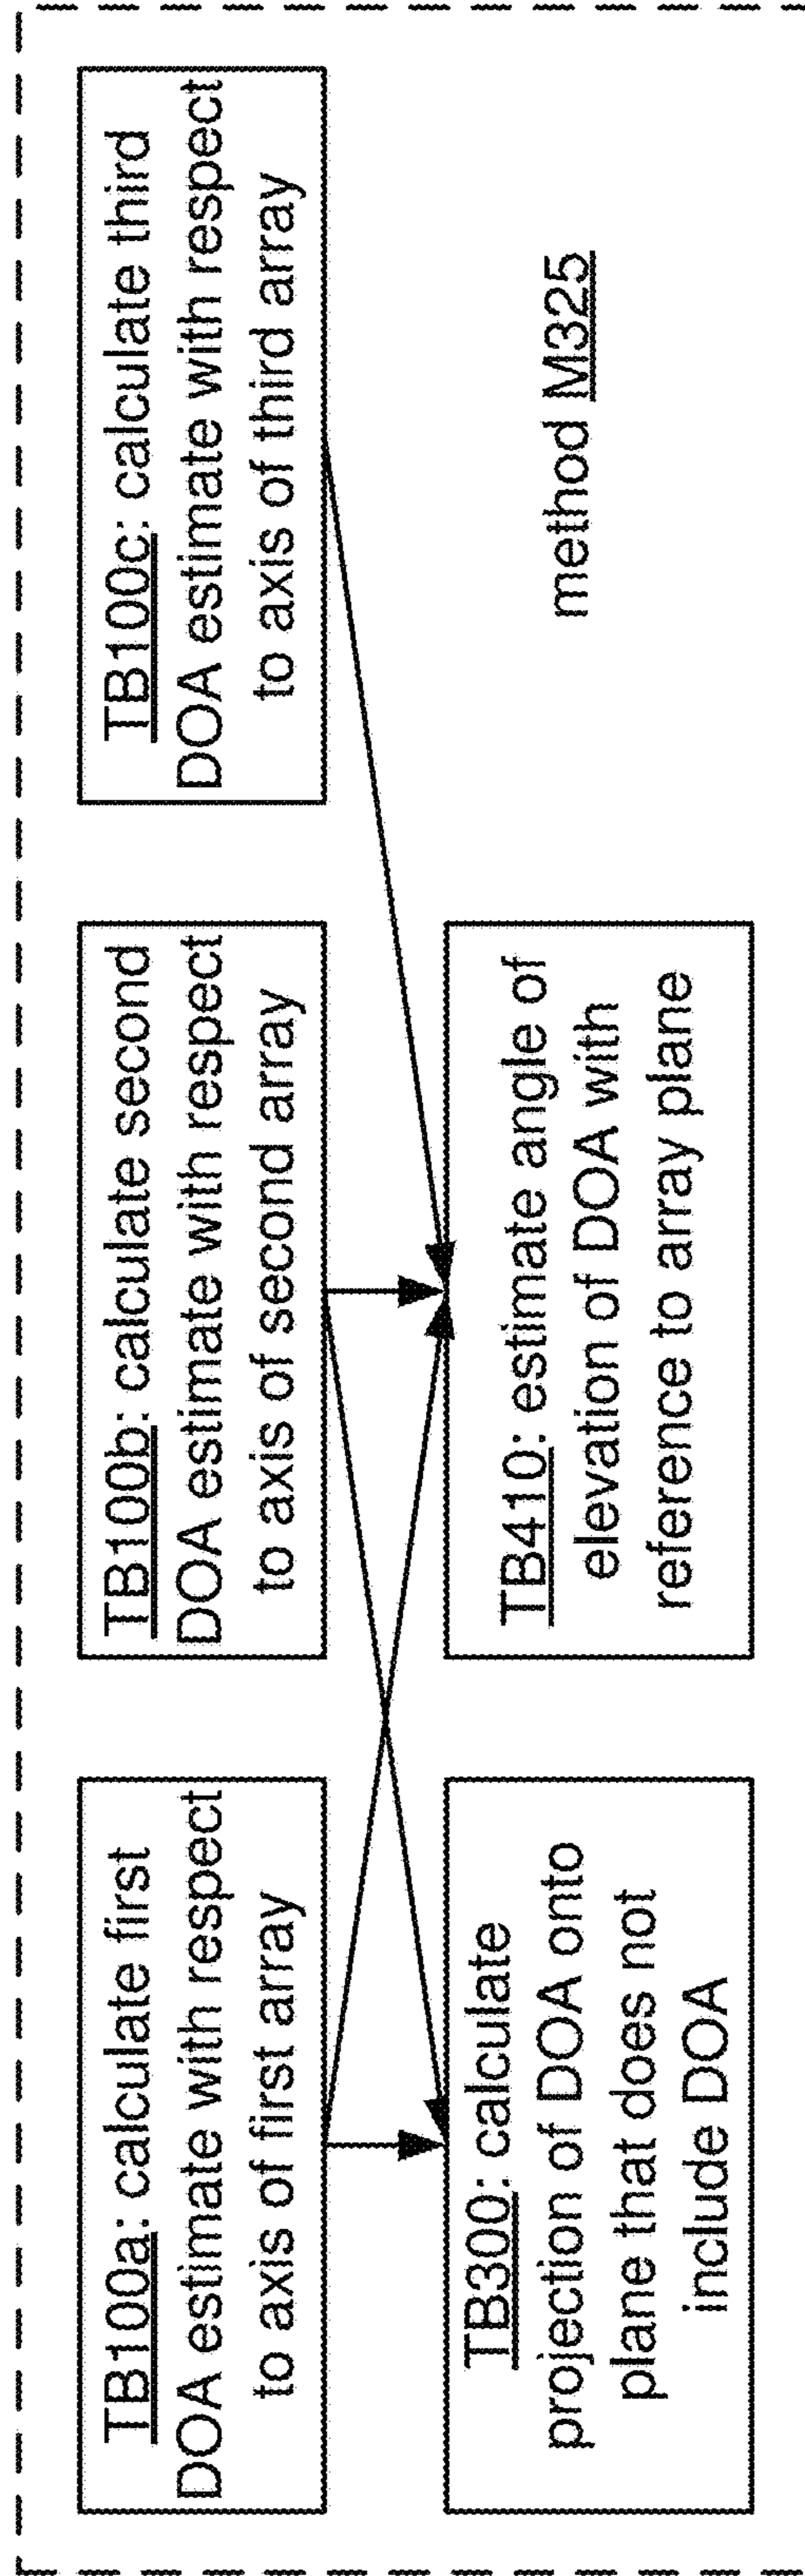 TB100a: calculate first
DOA estimate with respect
to axis of first array
TB100b: calculate second
DOA estimate with respect
to axis of second array
TB100c: calculate third
DOA estimate with respect
to axis of third array
TB300: calculate
projection of DOA onto
plane that does not
include DOA
TB410: estimate angle of
elevation of DOA with
reference to array plane
method M325